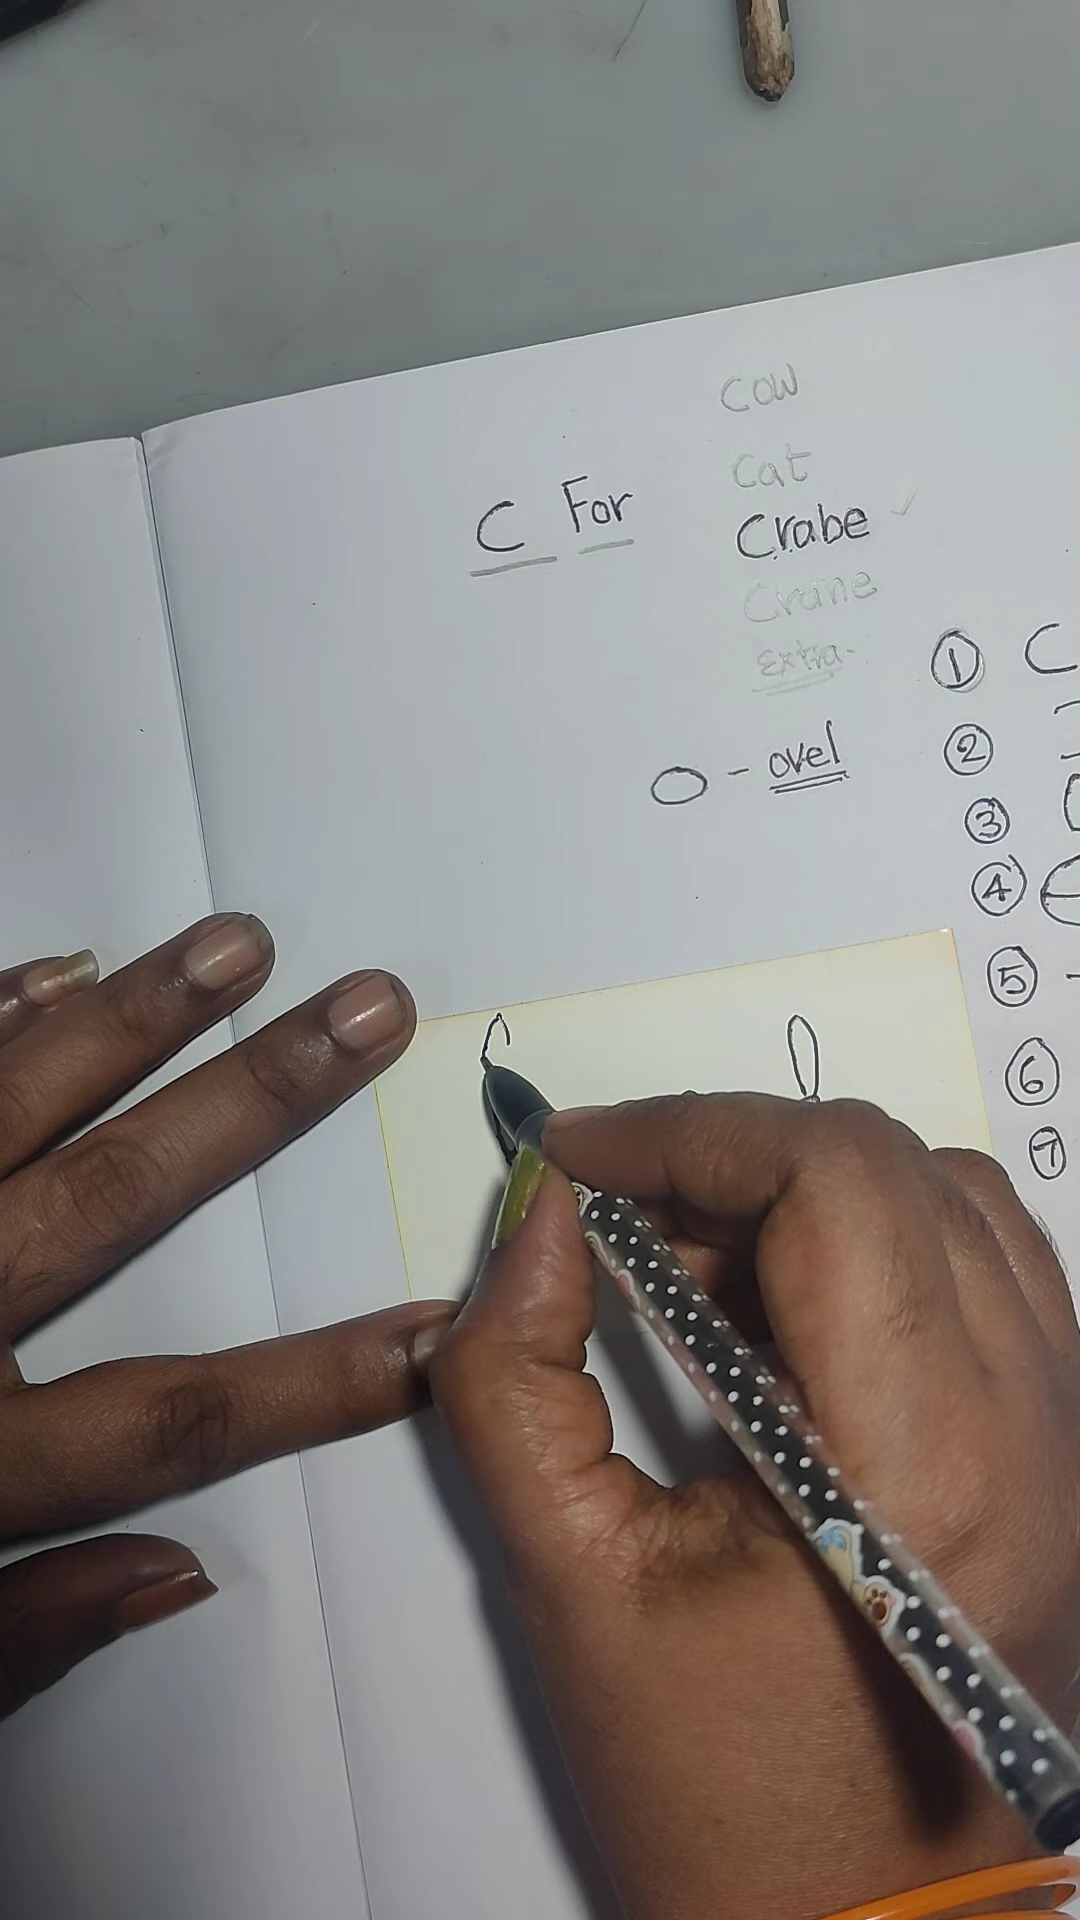 cow
Cat
C For
Crabe
Crane
Extra.
① C
O - ovel
②
③
④
⑤
⑥
⑦